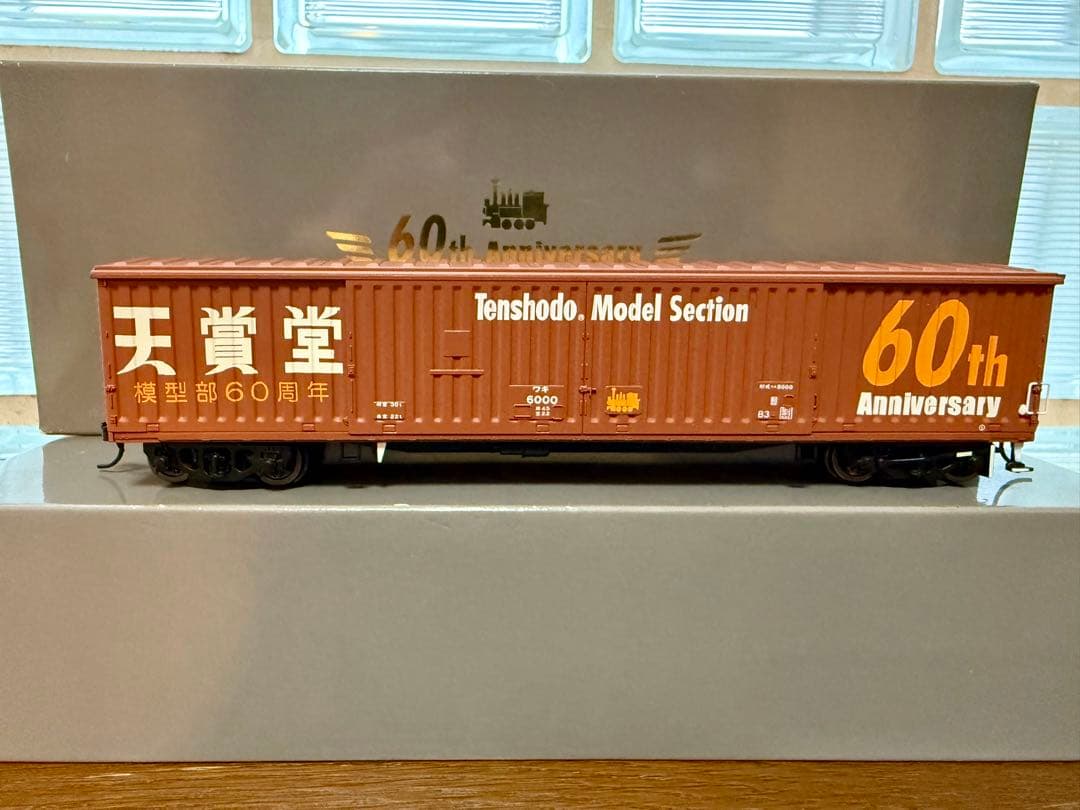 60th Anniversary
天賞堂
模型部60周年
Tenshodo® Model Section
ワキ
6000
60th
Anniversary
B3